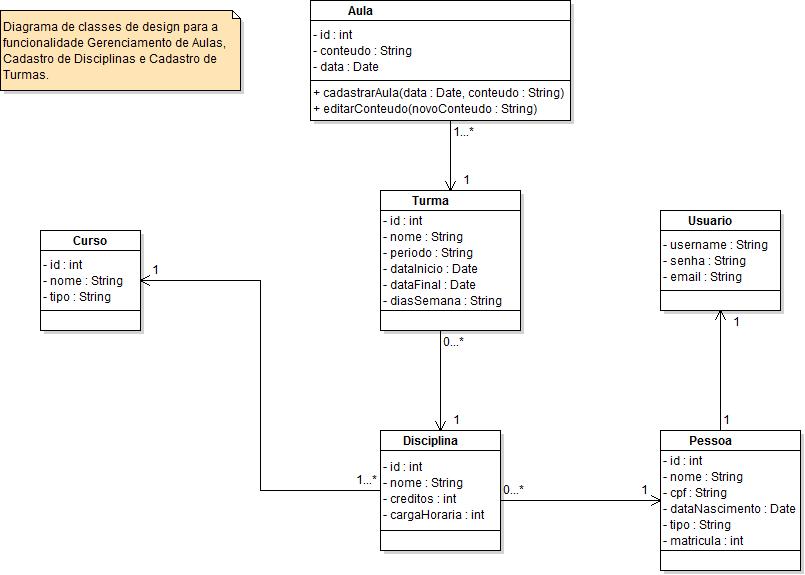 Diagrama de classes de design para a
funcionalidade Gerenciamento de Aulas,
Cadastro de Disciplinas e Cadastro de
Turmas.
Aula
- id : int
- conteudo : String
- data : Date
+ cadastrarAula(data : Date, conteudo : String)
+ editarConteudo(novoConteudo : String)
1...*
1
Turma
- id : int
- nome : String
- periodo : String
- dataInicio : Date
- dataFinal : Date
- diasSemana : String
0...*
1
Curso
- id : int
- nome : String
- tipo : String
1
1...*
Disciplina
- id : int
- nome : String
- creditos : int
- cargaHoraria : int
0...*
1
Usuario
- username : String
- senha : String
- email : String
1
1
Pessoa
- id : int
- nome : String
- cpf : String
- dataNascimento : Date
- tipo : String
- matricula : int